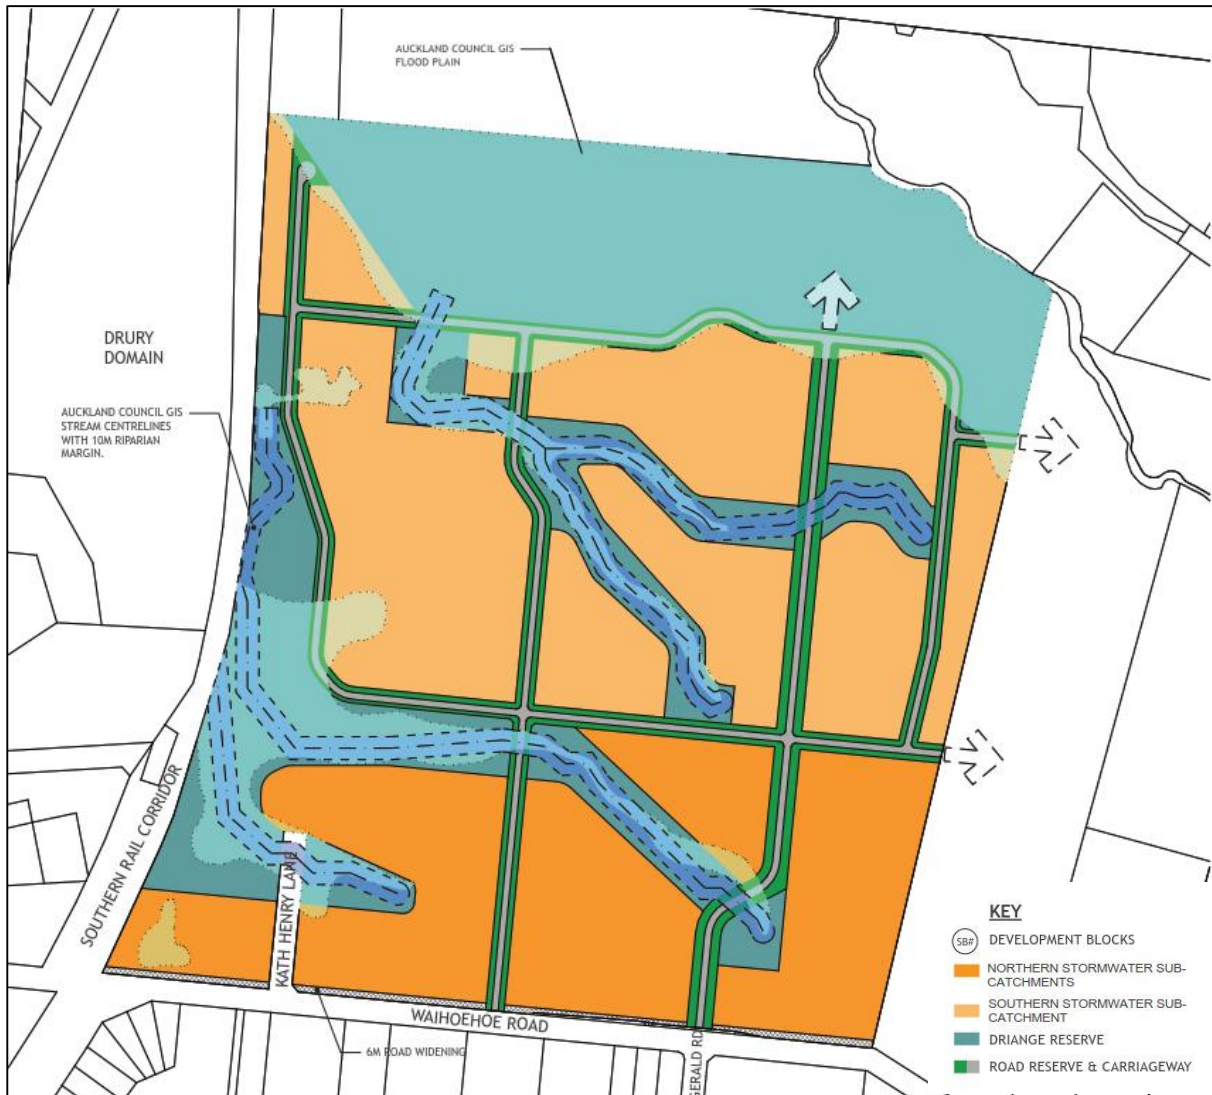 AUCKLAND COUNCIL GIS
FLOOD PLAIN
DRURY
DOMAIN
AUCKLAND COUNCIL GIS
STREAM CENTRELINES
WITH 10M RIPARIAN
MARGIN.
SOUTHERN RAIL CORRIDOR
KATH HENRY LANE
WAIHOEHOE ROAD
6M ROAD WIDENING
GERALD RD
KEY
SB# DEVELOPMENT BLOCKS
NORTHERN STORMWATER SUB-
CATCHMENTS
SOUTHERN STORMWATER SUB-
CATCHMENT
DRIANGE RESERVE
ROAD RESERVE & CARRIAGEWAY